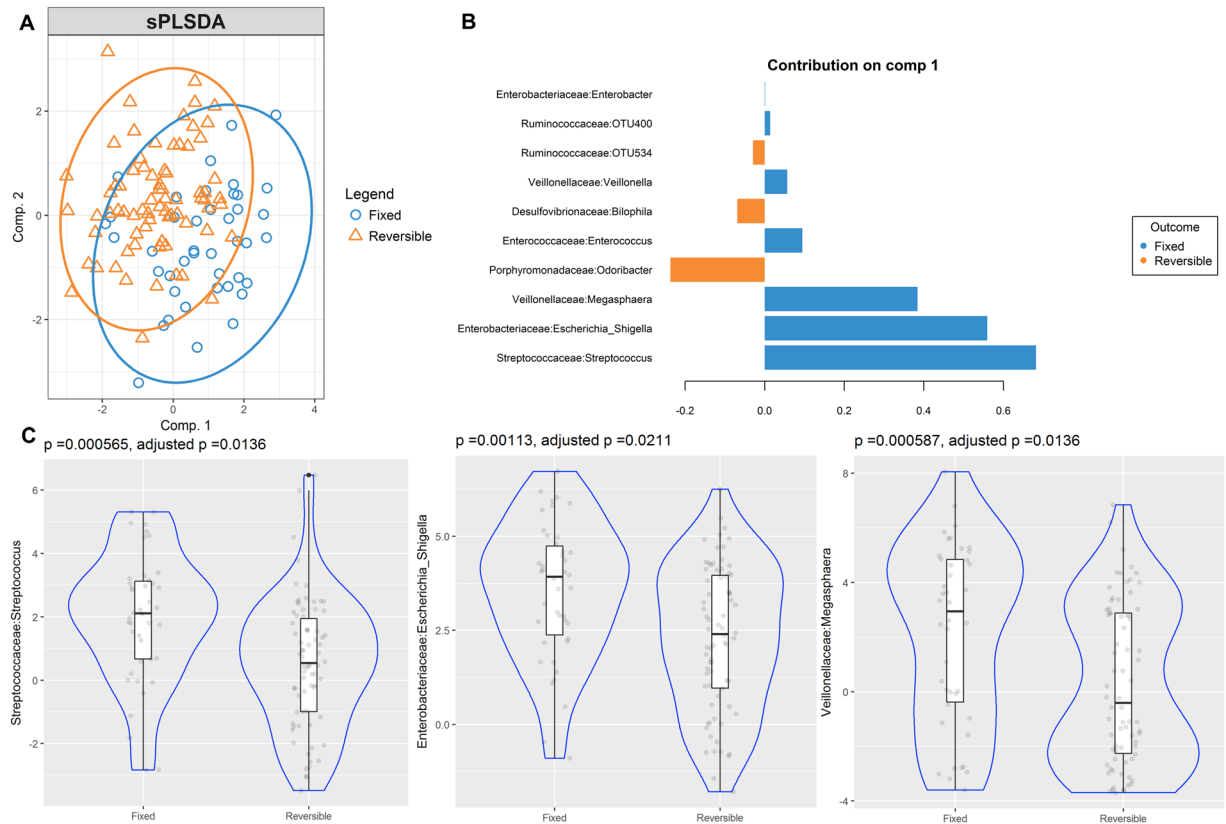 A
sPLSDA
Comp. 2
2
0
-2
-2
0
2
4
Comp. 1
Legend
Fixed
Reversible
B
Contribution on comp 1
Enterobacteriaceae:Enterobacter
Ruminococcaceae:OTU400
Ruminococcaceae:OTU534
Veillonellaceae:Veillonella
Desulfovibrionaceae:Bilophila
Enterococcaceae:Enterococcus
Porphyromonadaceae:Odoribacter
Veillonellaceae:Megasphaera
Enterobacteriaceae:Escherichia_Shigella
Streptococcaceae:Streptococcus
-0.2
0.0
0.2
0.4
0.6
Outcome
Fixed
Reversible
C
p =0.000565, adjusted p =0.0136
Streptococcaceae:Streptococcus
6
4
2
0
-2
Fixed
Reversible
p =0.00113, adjusted p =0.0211
Enterobacteriaceae:Escherichia_Shigella
5.0
2.5
0.0
Fixed
Reversible
p =0.000587, adjusted p =0.0136
Veillonellaceae:Megasphaera
8
4
0
-4
Fixed
Reversible